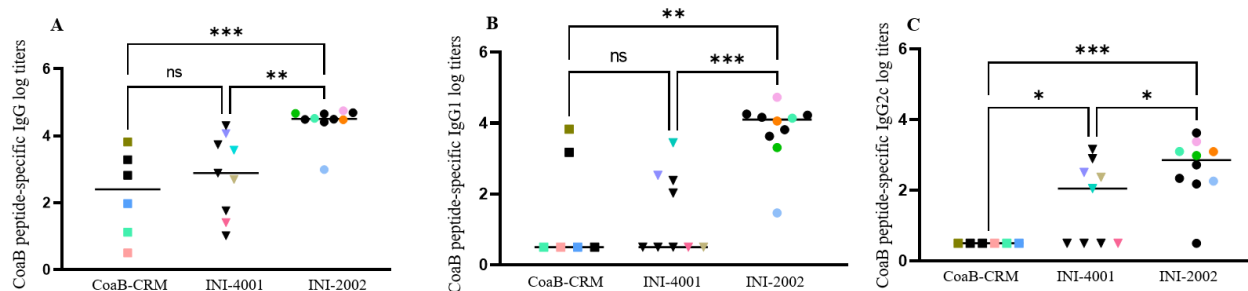 A
CoaB peptide-specific IgG log titers
6
4
2
0
***
ns
**
CoaB-CRM
INI-4001
INI-2002
B
CoaB peptide-specific IgG1 log titers
6
4
2
0
**
ns
***
CoaB-CRM
INI-4001
INI-2002
C
CoaB peptide-specific IgG2c log titers
6
4
2
0
***
*
*
CoaB-CRM
INI-4001
INI-2002